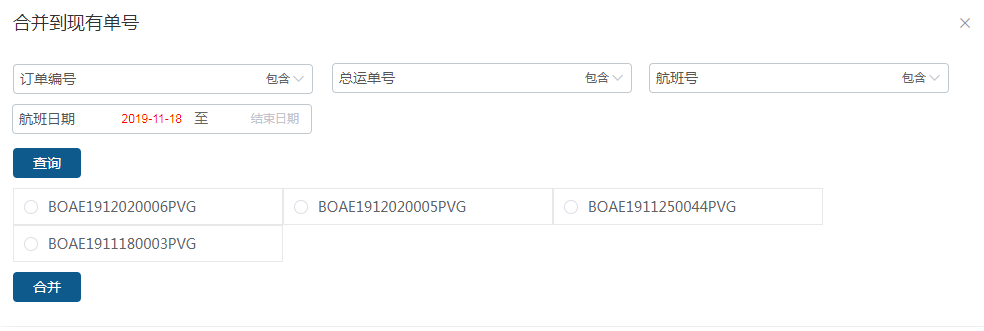 合并到现有单号
订单编号 包含 总运单号 包含 航班号 包含
航班日期 2019-11-18 至 结束日期
查询
BOAE1912020006PVG BOAE1912020005PVG BOAE1911250044PVG
BOAE1911180003PVG
合并